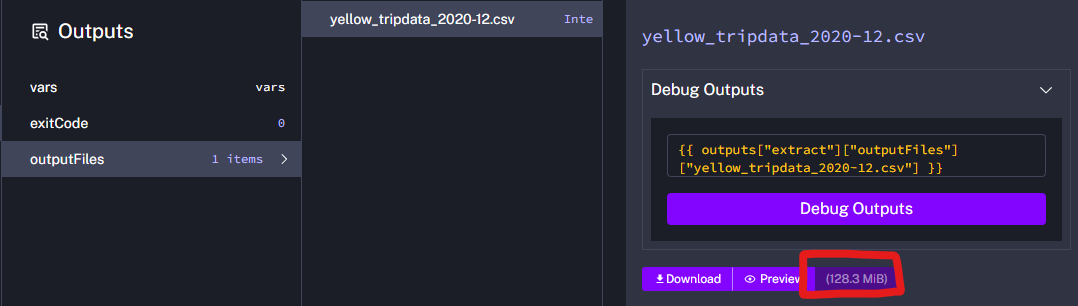 Outputs
vars vars
exitCode 0
outputFiles 1 items
yellow_tripdata_2020-12.csv Inte
yellow_tripdata_2020-12.csv
Debug Outputs
{{ outputs["extract"]["outputFiles"]
["yellow_tripdata_2020-12.csv"] }}
Debug Outputs
Download Preview (128.3 MiB)